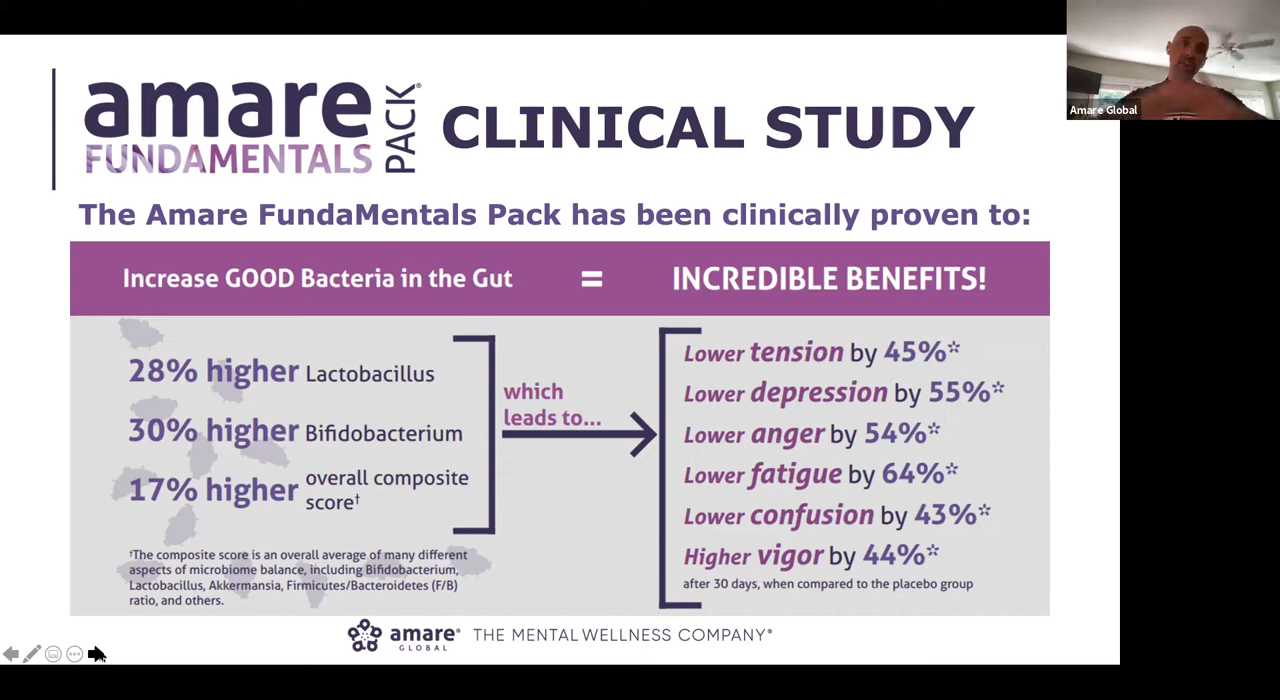 amare®
FUNDAMENTALS
PACK
CLINICAL STUDY
Amare Global
The Amare FundaMentals Pack has been clinically proven to:
Increase GOOD Bacteria in the Gut = INCREDIBLE BENEFITS!
28% higher Lactobacillus
30% higher Bifidobacterium
17% higher overall composite
score†
†The composite score is an overall average of many different
aspects of microbiome balance, including Bifidobacterium,
Lactobacillus, Akkermansia, Firmicutes/Bacteroidetes (F/B)
ratio, and others.
which
leads to...
Lower tension by 45%*
Lower depression by 55%*
Lower anger by 54%*
Lower fatigue by 64%*
Lower confusion by 43%*
Higher vigor by 44%*
after 30 days, when compared to the placebo group
amare® THE MENTAL WELLNESS COMPANY®
GLOBAL